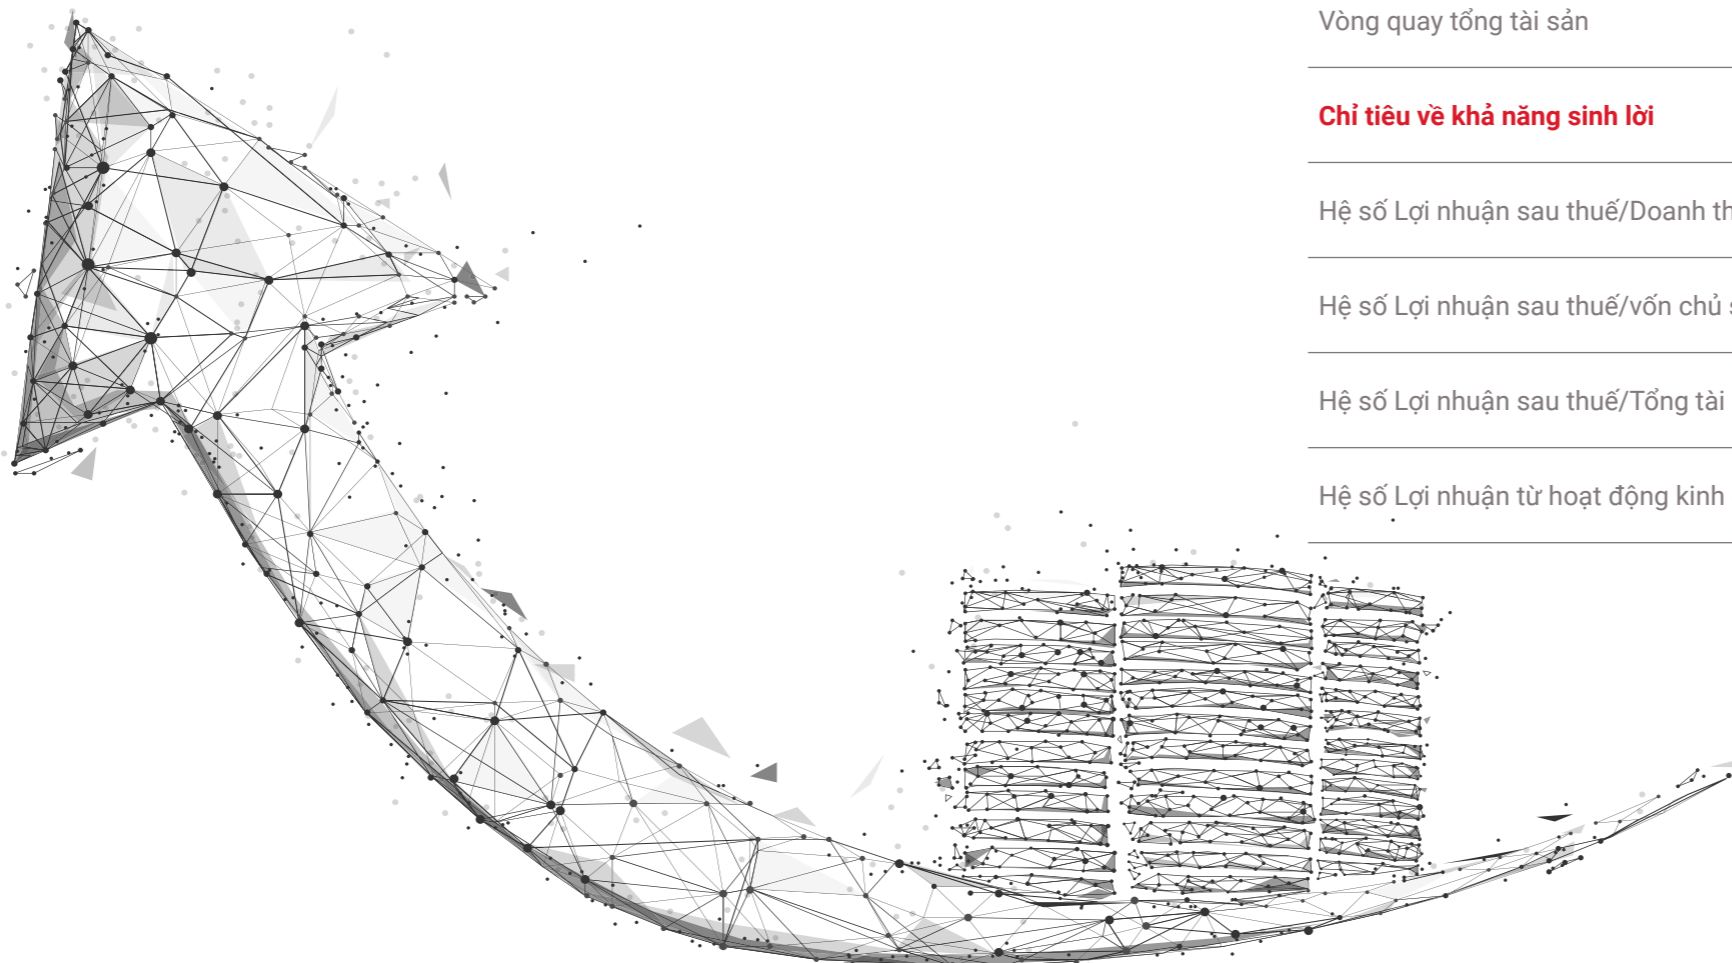 Vòng quay tổng tài sản
Chỉ tiêu về khả năng sinh lời
Hệ số Lợi nhuận sau thuế/Doanh th
Hệ số Lợi nhuận sau thuế/vốn chủ
Hệ số Lợi nhuận sau thuế/Tổng tài
Hệ số Lợi nhuận từ hoạt động kinh